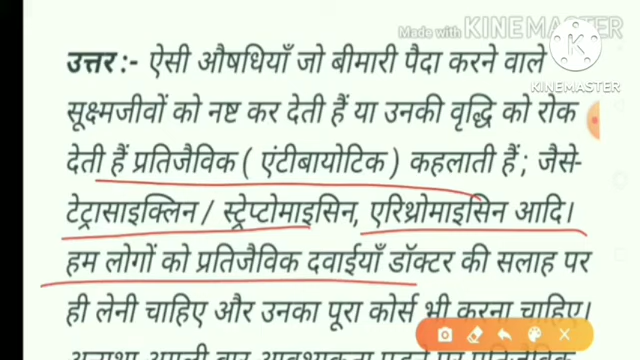 Made with KINEMASTER
KINEMASTER
उत्तर :- ऐसी औषधियाँ जो बीमारी पैदा करने वाले
सूक्ष्मजीवों को नष्ट कर देती हैं या उनकी वृद्धि को रोक
देती हैं प्रतिजैविक ( एंटीबायोटिक ) कहलाती हैं ; जैसे-
टेट्रासाइक्लिन / स्ट्रेप्टोमाइसिन, एरिथ्रोमाइसिन आदि।
हम लोगों को प्रतिजैविक दवाईयाँ डॉक्टर की सलाह पर
ही लेनी चाहिए और उनका पूरा कोर्स भी करना चाहिए।